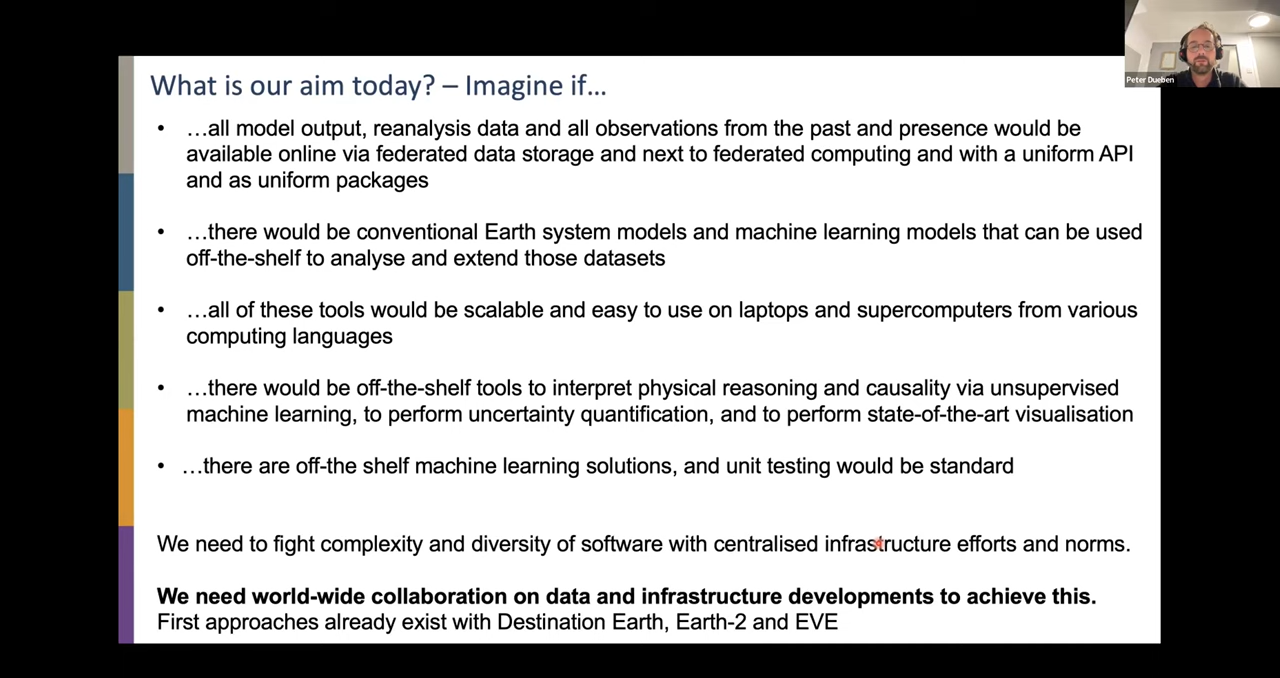 What is our aim today? – Imagine if…
Peter Dueben
• …all model output, reanalysis data and all observations from the past and presence would be
available online via federated data storage and next to federated computing and with a uniform API
and as uniform packages
• …there would be conventional Earth system models and machine learning models that can be used
off-the-shelf to analyse and extend those datasets
• …all of these tools would be scalable and easy to use on laptops and supercomputers from various
computing languages
• …there would be off-the-shelf tools to interpret physical reasoning and causality via unsupervised
machine learning, to perform uncertainty quantification, and to perform state-of-the-art visualisation
• …there are off-the shelf machine learning solutions, and unit testing would be standard
We need to fight complexity and diversity of software with centralised infrastructure efforts and norms.
We need world-wide collaboration on data and infrastructure developments to achieve this.
First approaches already exist with Destination Earth, Earth-2 and EVE